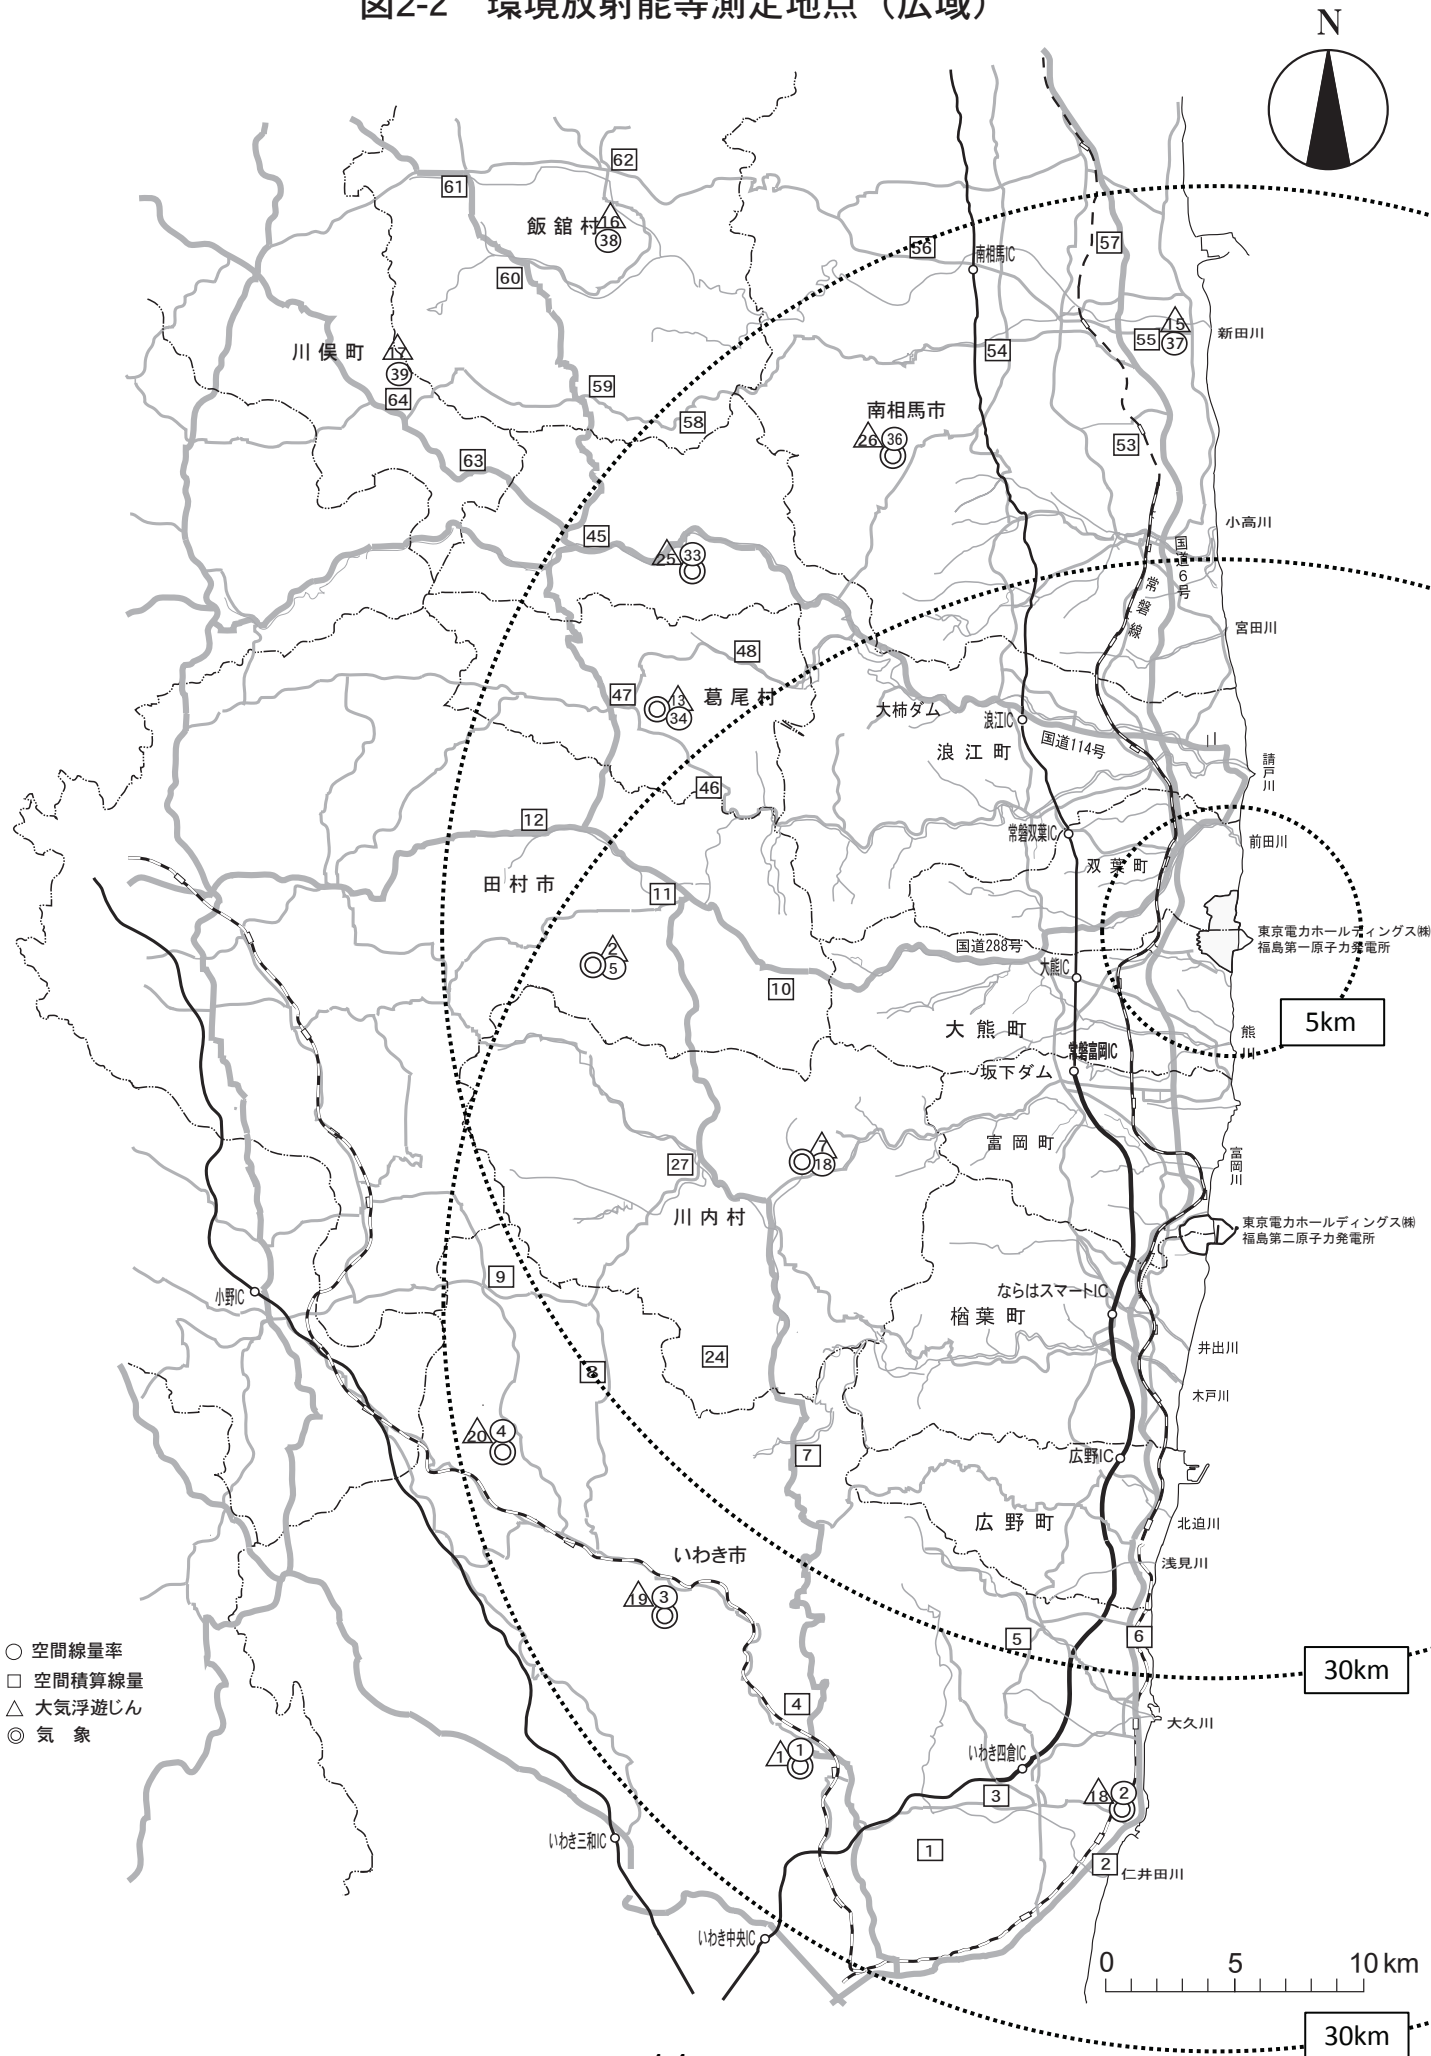 図2-2 環境放射能等測定地点（広域）
N
62
61
飯舘村
16
38
57
56
南相馬IC
60
15
新田川
55
37
川俣町
17
39
54
59
64
南相馬市
58
26
36
53
63
小高川
45
国道6号
25
33
常磐線
宮田川
48
47
13
34
葛尾村
大柿ダム
浪江IC
国道114号
浪江町
請戸川
46
12
常磐双葉IC
前田川
双葉町
田村市
11
東京電力ホールディングス㈱
福島第一原子力発電所
国道288号
2
5
大熊IC
10
5km
大熊町
熊川
常磐富岡IC
坂下ダム
富岡町
7
18
27
富岡川
川内村
東京電力ホールディングス㈱
福島第二原子力発電所
9
小野IC
ならはスマートIC
楢葉町
井出川
24
8
木戸川
20
4
7
広野IC
広野町
北迫川
いわき市
浅見川
19
3
5
6
○ 空間線量率
□ 空間積算線量
△ 大気浮遊じん
◎ 気象
30km
4
大久川
1
1
いわき四倉IC
3
18
2
いわき三和IC
1
2
仁井田川
いわき中央IC
0 5 10 km
30km